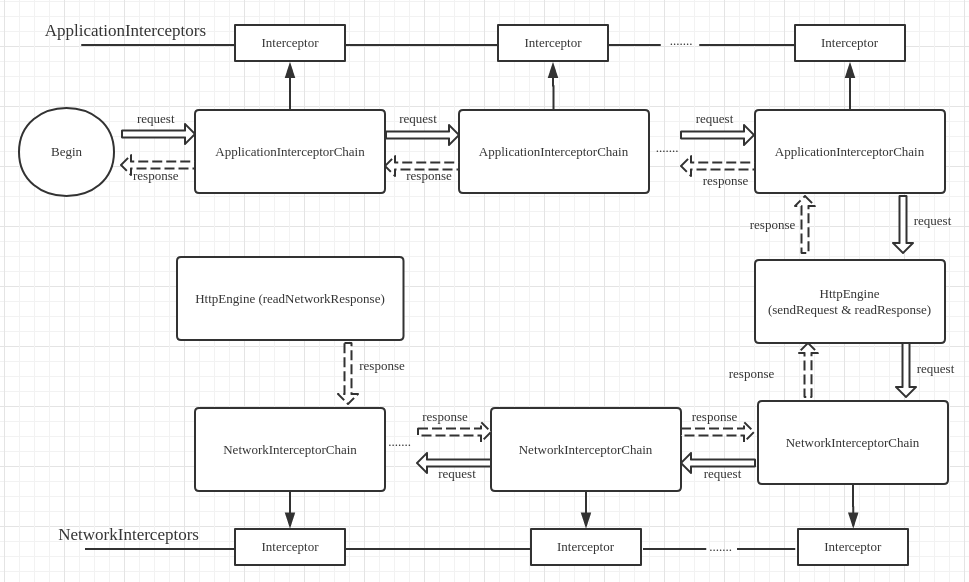 ApplicationInterceptors
Interceptor
Interceptor
.......
Interceptor
request
request
request
Begin
ApplicationInterceptorChain
ApplicationInterceptorChain
.......
ApplicationInterceptorChain
response
response
response
response
request
HttpEngine (readNetworkResponse)
HttpEngine
(sendRequest & readResponse)
response
response
request
response
response
NetworkInterceptorChain
.......
NetworkInterceptorChain
NetworkInterceptorChain
request
request
NetworkInterceptors
Interceptor
Interceptor
.......
Interceptor